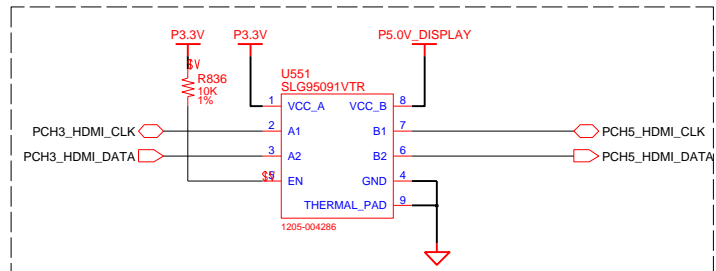 P3.3V P3.3V P5.0V_DISPLAY
U551
SLG95091VTR
R836
10K
1%
1 VCC_A VCC_B 8
PCH3_HDMI_CLK 2 A1 B1 7 PCH5_HDMI_CLK
PCH3_HDMI_DATA 3 A2 B2 6 PCH5_HDMI_DATA
EN GND 4
THERMAL_PAD 9
1205-004286